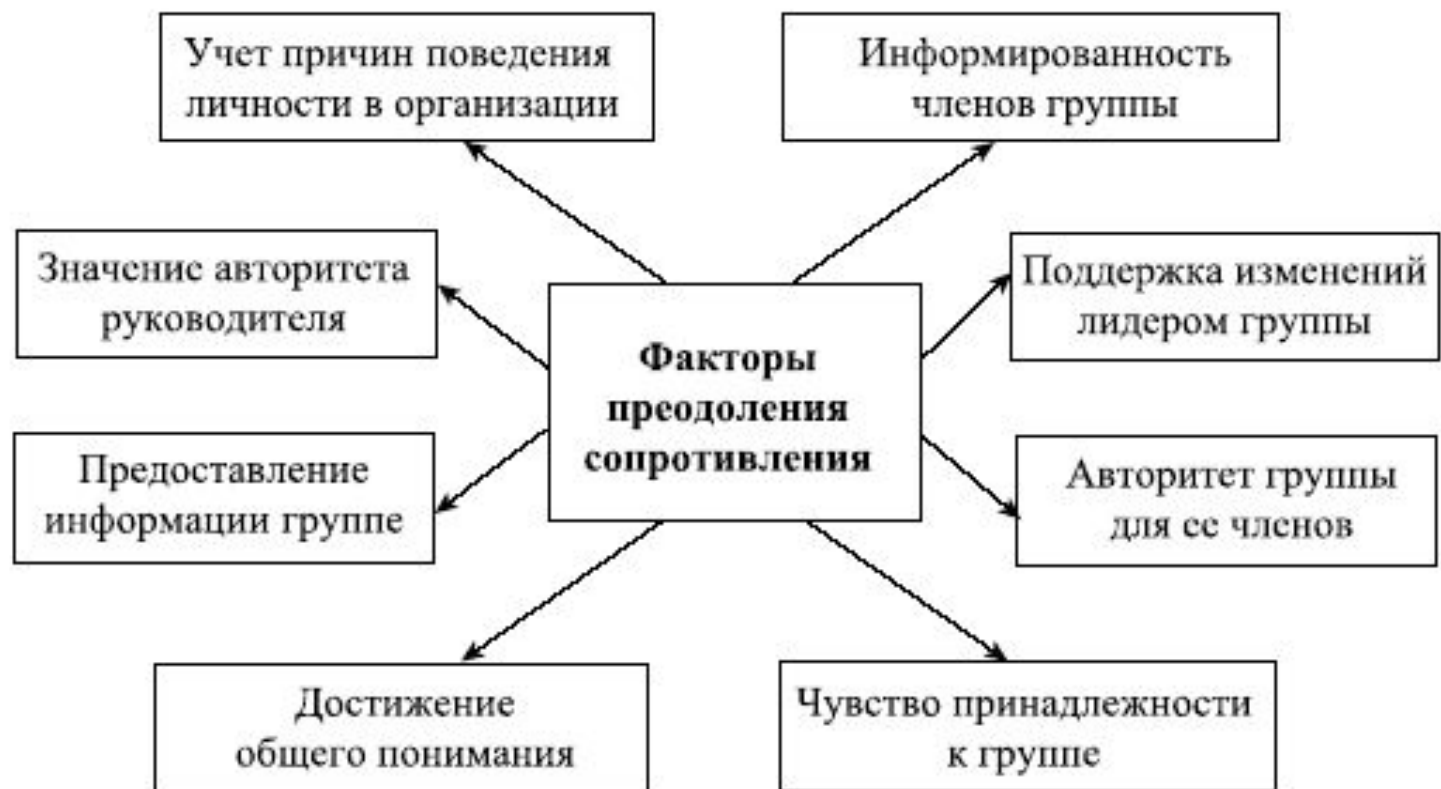 Учет причин поведения
личности в организации
Информированность
членов группы
Значение авторитета
руководителя
Поддержка изменений
лидером группы
Факторы
преодоления
сопротивления
Предоставление
информации группе
Авторитет группы
для ее членов
Достижение
общего понимания
Чувство принадлежности
к группе